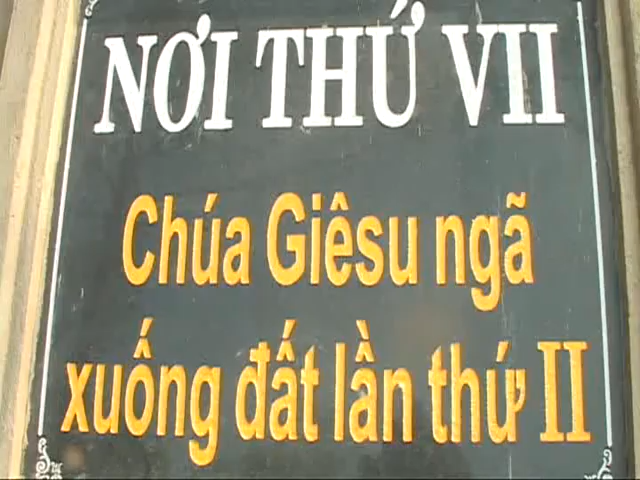 NƠI THỨ VII
Chúa Giêsu ngã
xuống đất lần thứ II